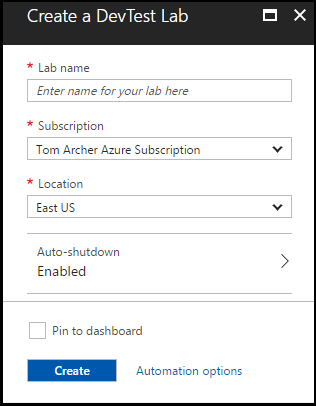 Create a DevTest Lab
* Lab name
Enter name for your lab here
* Subscription
Tom Archer Azure Subscription
* Location
East US
Auto-shutdown
Enabled
Pin to dashboard
Create Automation options